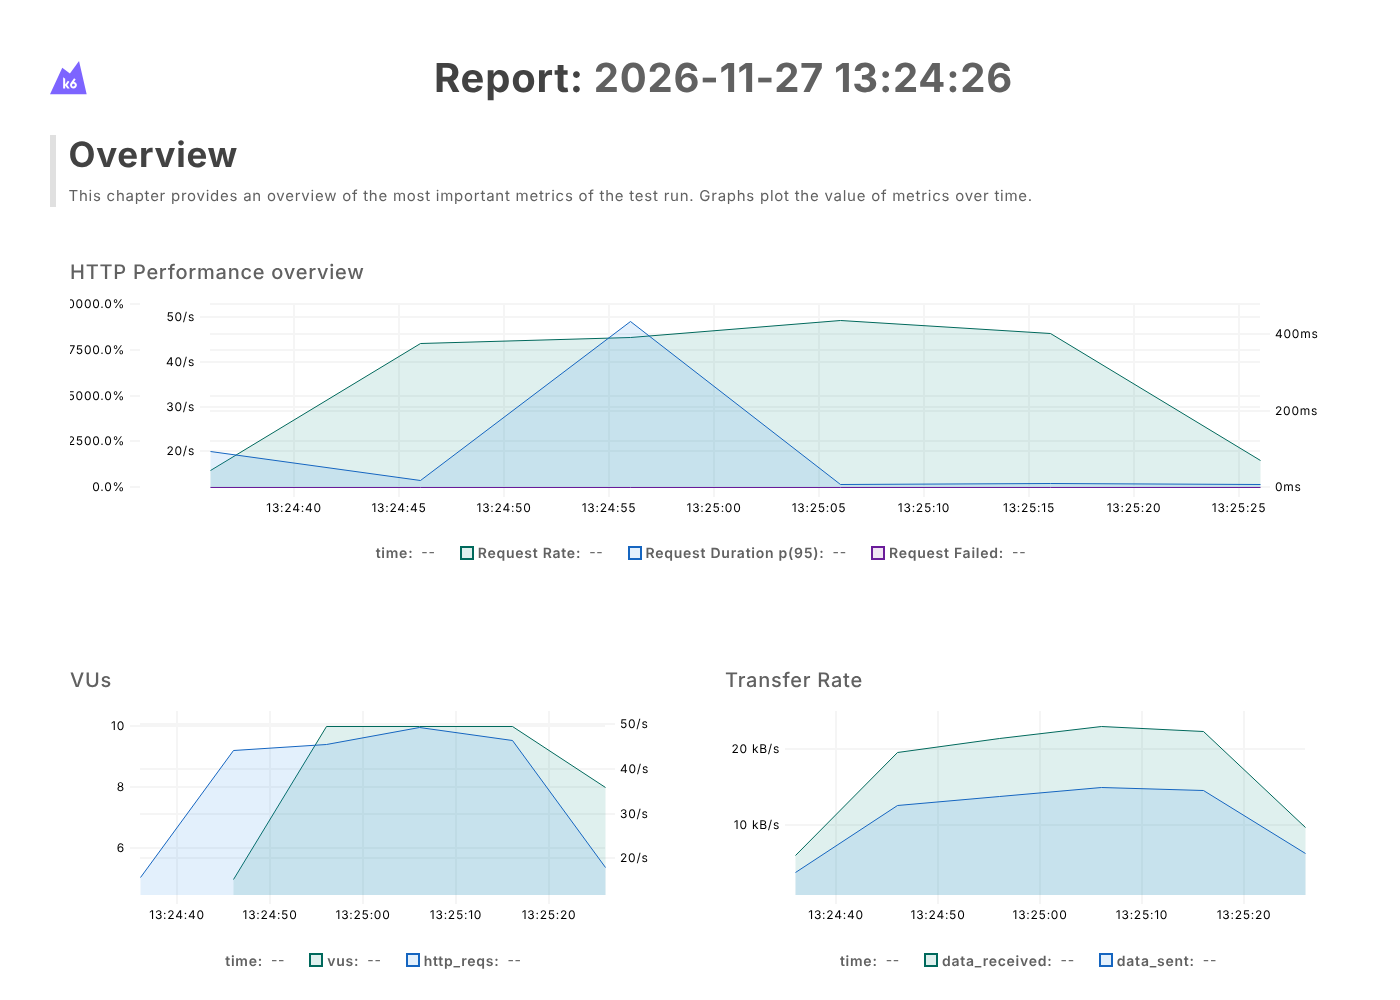 k6
Report: 2026-11-27 13:24:26
Overview
This chapter provides an overview of the most important metrics of the test run. Graphs plot the value of metrics over time.
HTTP Performance overview
0000.0%
7500.0%
5000.0%
2500.0%
0.0%
50/s
40/s
30/s
20/s
400ms
200ms
0ms
13:24:40 13:24:45 13:24:50 13:24:55 13:25:00 13:25:05 13:25:10 13:25:15 13:25:20 13:25:25
time: -- Request Rate: -- Request Duration p(95): -- Request Failed: --
VUs
10
8
6
50/s
40/s
30/s
20/s
13:24:40 13:24:50 13:25:00 13:25:10 13:25:20
time: -- vus: -- http_reqs: --
Transfer Rate
20 kB/s
10 kB/s
13:24:40 13:24:50 13:25:00 13:25:10 13:25:20
time: -- data_received: -- data_sent: --